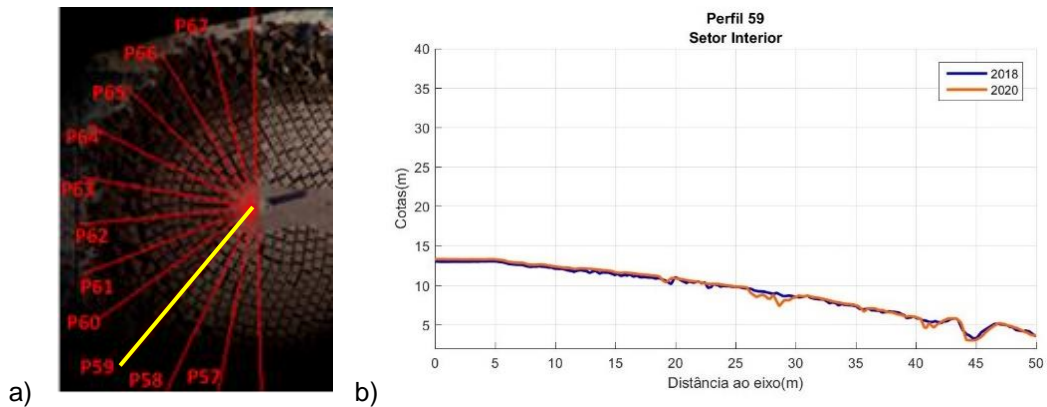 P67
P66
P65
P64
P63
P62
P61
P60
P59
P58 P57
a)
Perfil 59
Setor Interior
2018
2020
40
35
30
25
20
15
10
5
Cotas(m)
0 5 10 15 20 25 30 35 40 45 50
Distância ao eixo(m)
b)